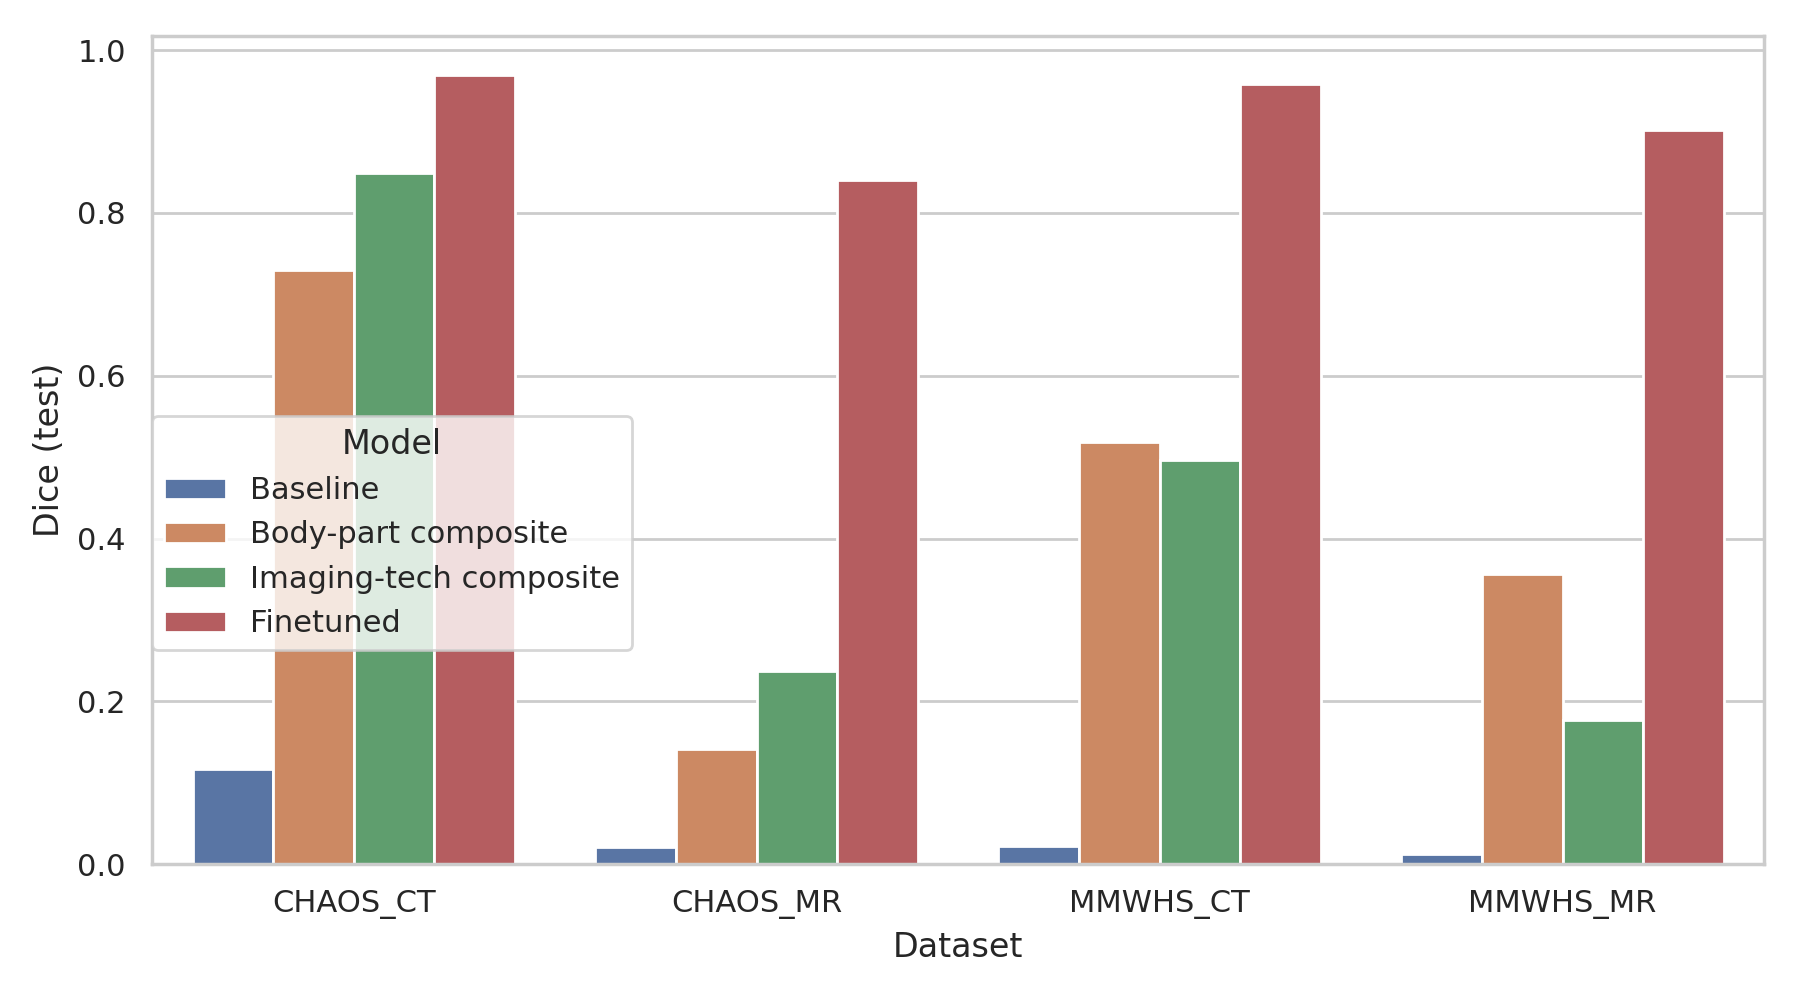 1.0
0.8
0.6
0.4
0.2
0.0
Dice (test)
Model
Baseline
Body-part composite
Imaging-tech composite
Finetuned
CHAOS_CT
CHAOS_MR
MMWHS_CT
MMWHS_MR
Dataset